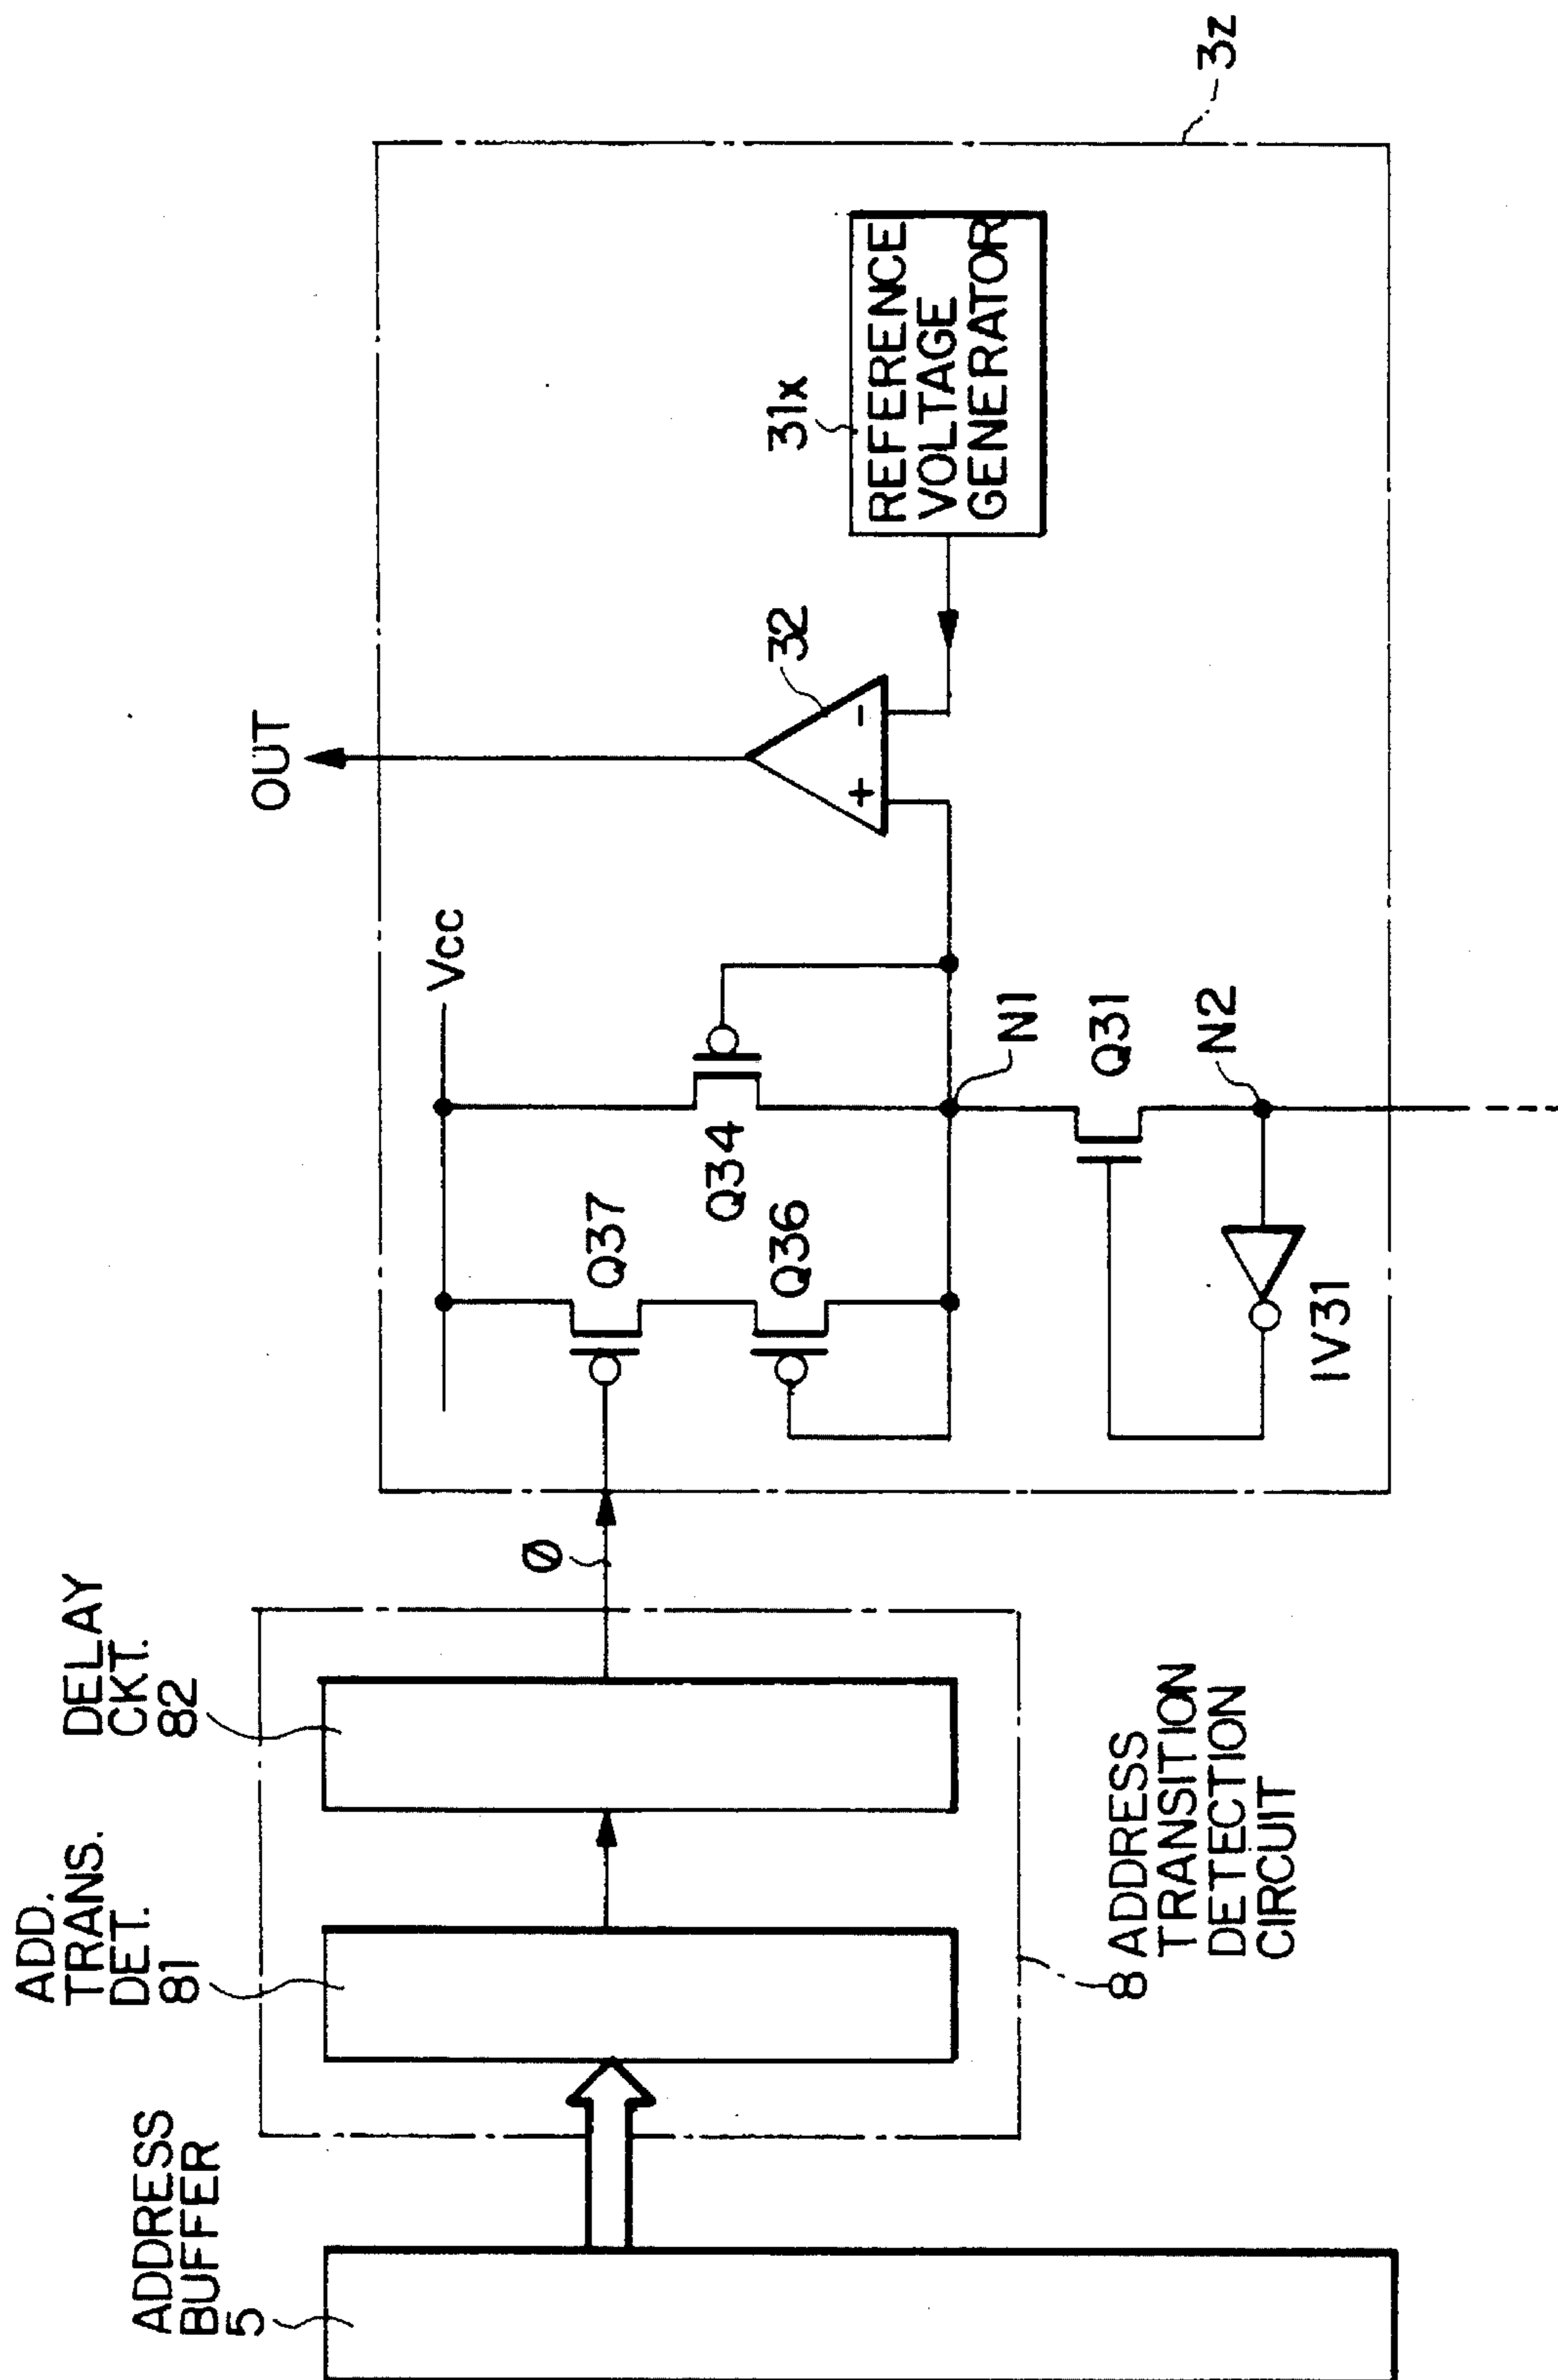 ADDRESS
BUFFER
5
ADD.
TRANS.
DET.
81
DELAY
CKT.
82
8 ADDRESS
TRANSITION
DETECTION
CIRCUIT
Ø
Vcc
Q37
Q36
Q34
N1
Q31
N2
IV31
OUT
32
+
-
31x
REFERENCE
VOLTAGE
GENERATOR
3z